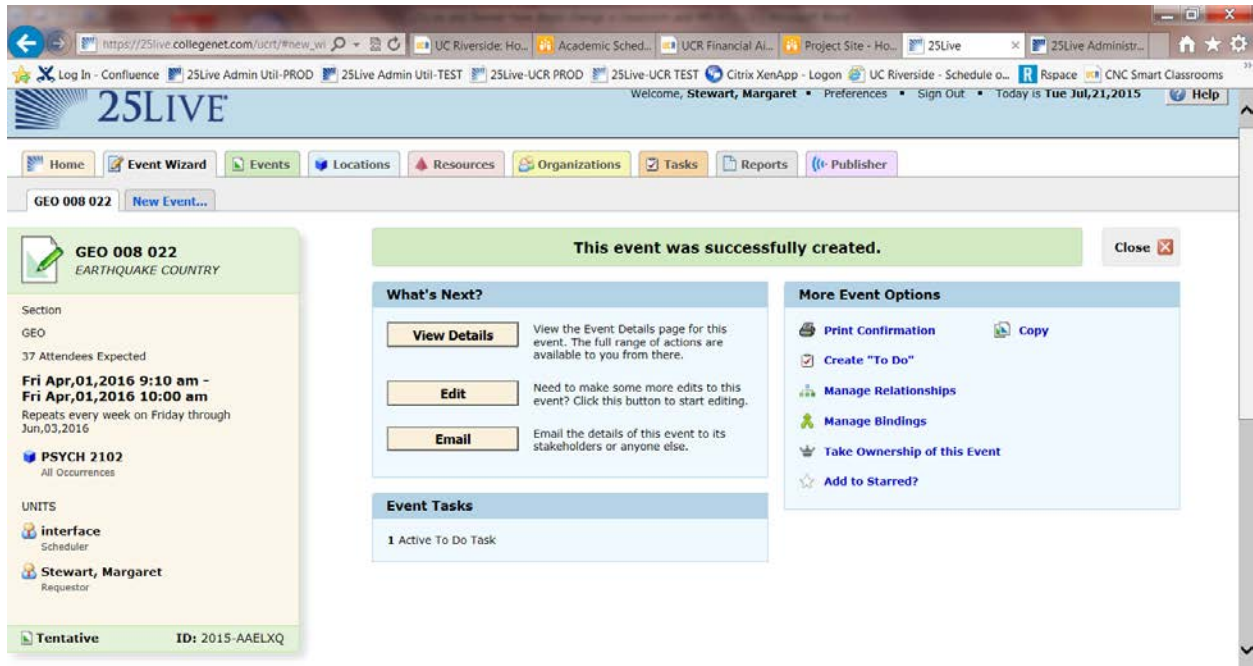 https://25live.collegenet.com/ucrt/#new_wi
UC Riverside: Ho...
Academic Sched...
UCR Financial Ai...
Project Site - Ho...
25Live
25Live Administr...
Log In - Confluence
25Live Admin Util-PROD
25Live Admin Util-TEST
25Live-UCR PROD
25Live-UCR TEST
Citrix XenApp - Logon
UC Riverside - Schedule o...
Rspace
CNC Smart Classrooms
25LIVE
Welcome, Stewart, Margaret ▪ Preferences ▪ Sign Out ▪ Today is Tue Jul,21,2015
Help
Home
Event Wizard
Events
Locations
Resources
Organizations
Tasks
Reports
Publisher
GEO 008 022
New Event...
GEO 008 022
EARTHQUAKE COUNTRY
Section
GEO
37 Attendees Expected
Fri Apr,01,2016 9:10 am -
Fri Apr,01,2016 10:00 am
Repeats every week on Friday through
Jun,03,2016
PSYCH 2102
All Occurrences
UNITS
interface
Scheduler
Stewart, Margaret
Requestor
Tentative
ID: 2015-AAELXQ
This event was successfully created.
Close
What's Next?
View Details
View the Event Details page for this
event. The full range of actions are
available to you from there.
Edit
Need to make some more edits to this
event? Click this button to start editing.
Email
Email the details of this event to its
stakeholders or anyone else.
Event Tasks
1 Active To Do Task
More Event Options
Print Confirmation
Copy
Create "To Do"
Manage Relationships
Manage Bindings
Take Ownership of this Event
Add to Starred?